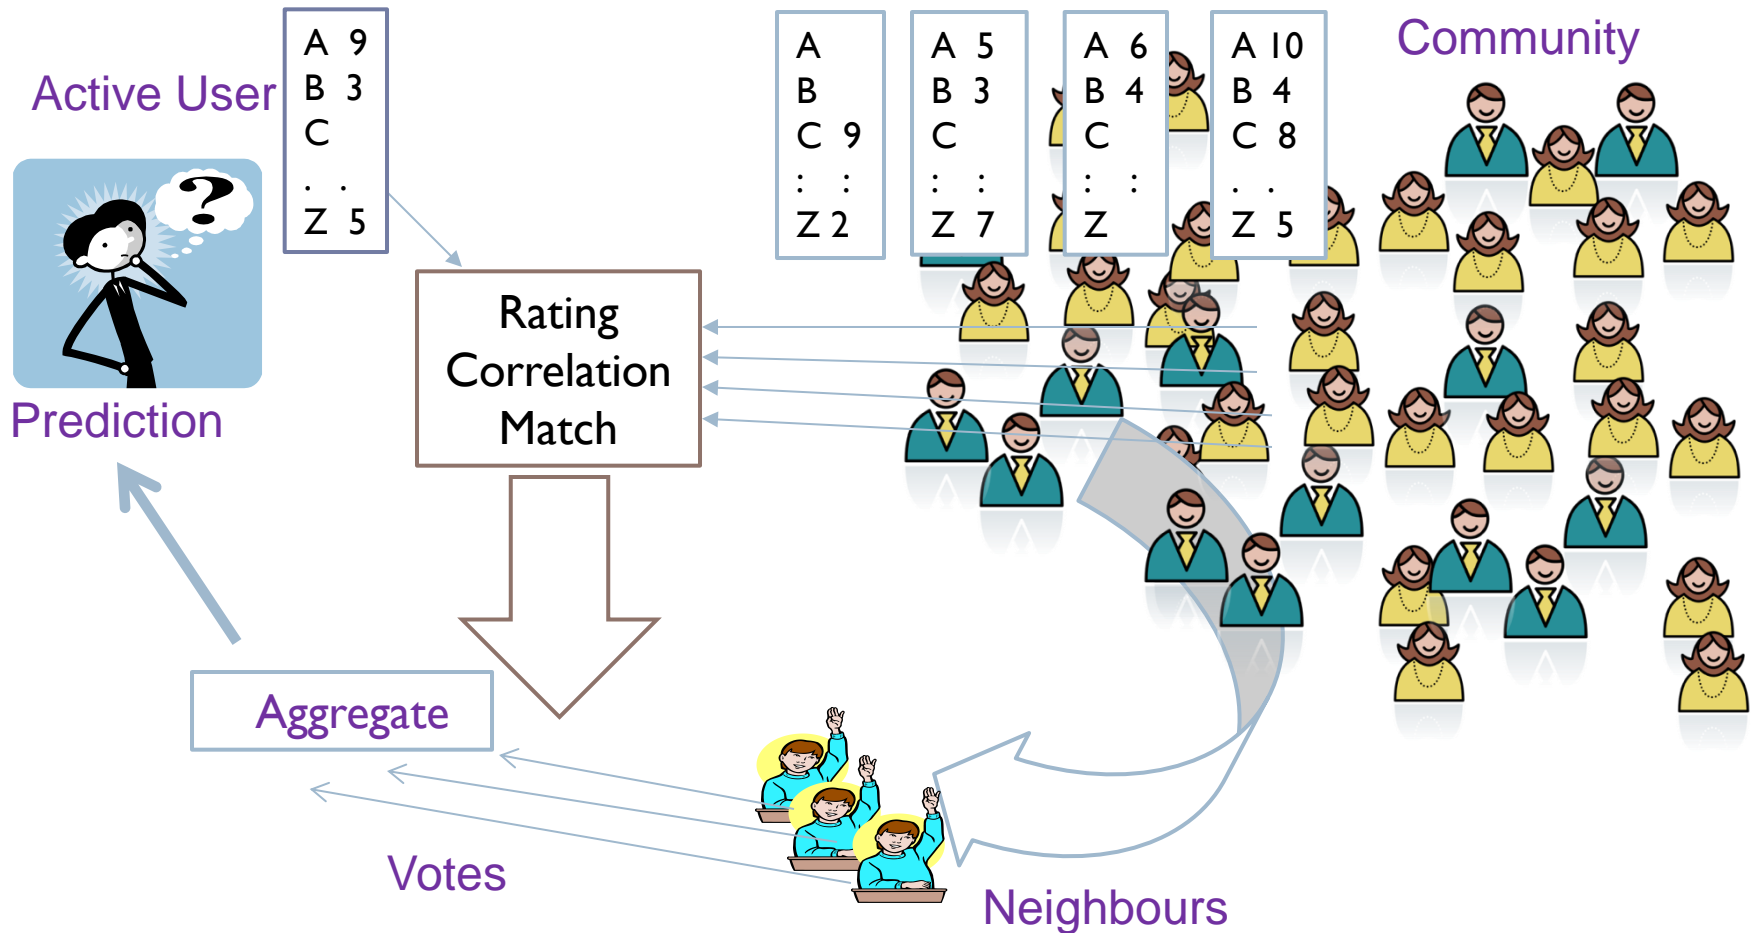 Active User
A 9
B 3
C
. .
Z 5
A
B
C 9
: :
Z 2
A 5
B 3
C
: :
Z 7
A 6
B 4
C
: :
Z
A 10
B 4
C 8
. .
Z 5
Community
?
Prediction
Rating
Correlation
Match
Aggregate
Votes
Neighbours